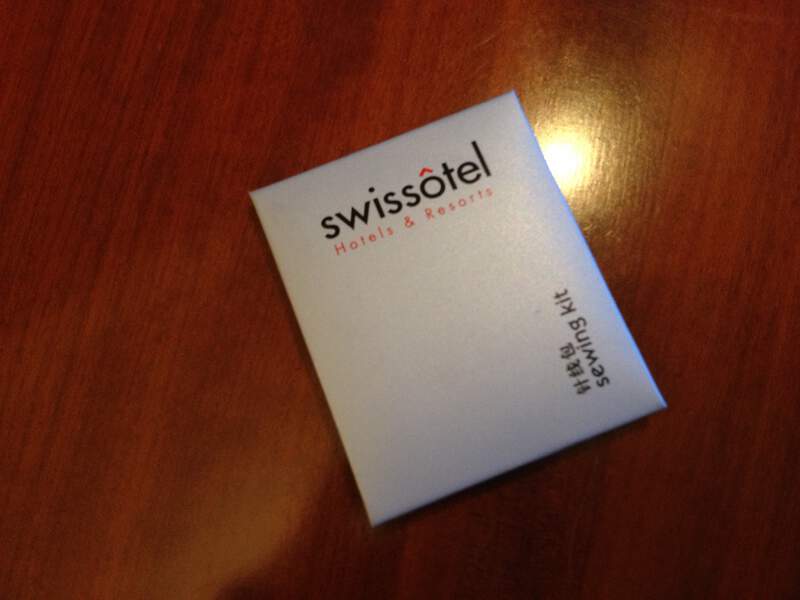 swissôtel
Hotels & Resorts
针线包
sewing kit